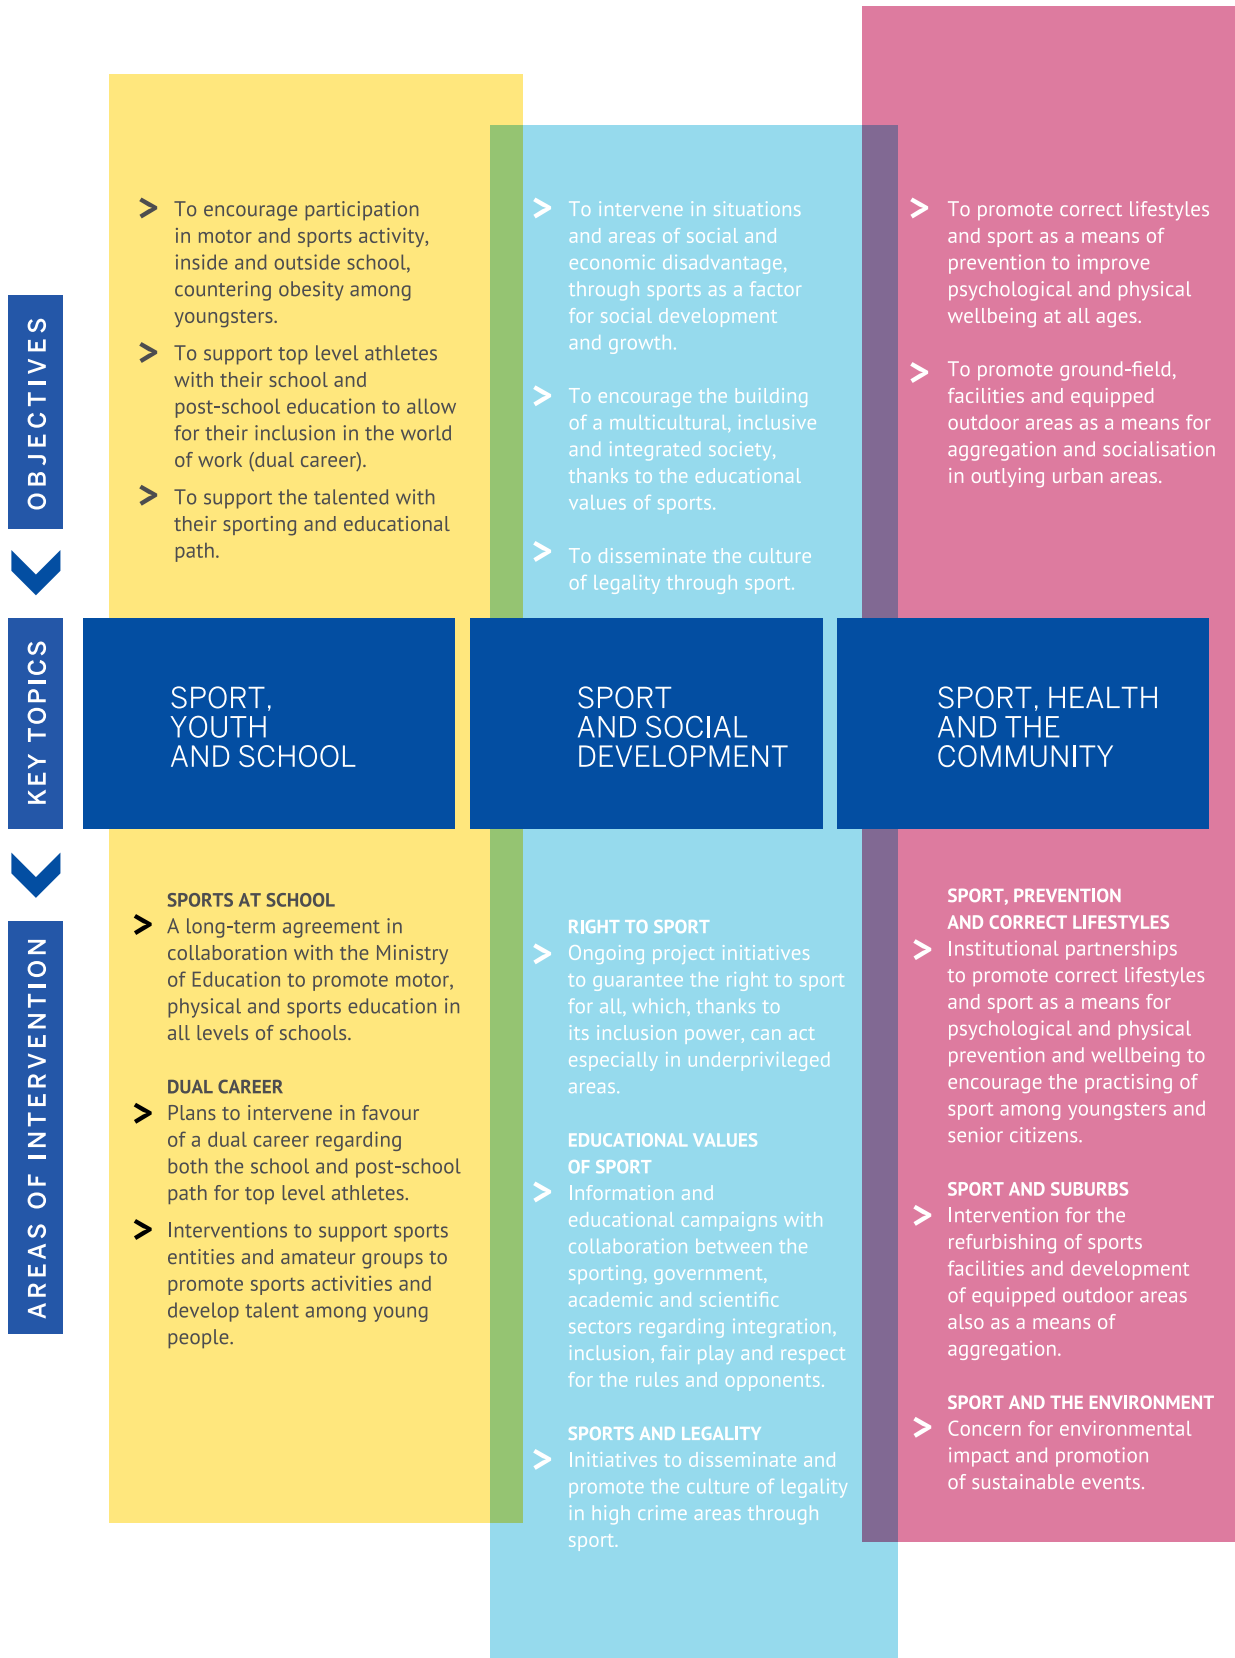 OBJECTIVES
To encourage participation
in motor and sports activity,
inside and outside school,
countering obesity among
youngsters.
To support top level athletes
with their school and
post-school education to allow
for their inclusion in the world
of work (dual career).
To support the talented with
their sporting and educational
path.
To intervene in situations
and areas of social and
economic disadvantage,
through sports as a factor
for social development
and growth.
To encourage the building
of a multicultural, inclusive
and integrated society,
thanks to the educational
values of sports.
To disseminate the culture
of legality through sport.
To promote correct lifestyles
and sport as a means of
prevention to improve
psychological and physical
wellbeing at all ages.
To promote ground-field,
facilities and equipped
outdoor areas as a means for
aggregation and socialisation
in outlying urban areas.
KEY TOPICS
SPORT,
YOUTH
AND SCHOOL
SPORT
AND SOCIAL
DEVELOPMENT
SPORT, HEALTH
AND THE
COMMUNITY
AREAS OF INTERVENTION
SPORTS AT SCHOOL
A long-term agreement in
collaboration with the Ministry
of Education to promote motor,
physical and sports education in
all levels of schools.
DUAL CAREER
Plans to intervene in favour
of a dual career regarding
both the school and post-school
path for top level athletes.
Interventions to support sports
entities and amateur groups to
promote sports activities and
develop talent among young
people.
RIGHT TO SPORT
Ongoing project initiatives
to guarantee the right to sport
for all, which, thanks to
its inclusion power, can act
especially in underprivileged
areas.
EDUCATIONAL VALUES
OF SPORT
Information and
educational campaigns with
collaboration between the
sporting, government,
academic and scientific
sectors regarding integration,
inclusion, fair play and respect
for the rules and opponents.
SPORTS AND LEGALITY
Initiatives to disseminate and
promote the culture of legality
in high crime areas through
sport.
SPORT, PREVENTION
AND CORRECT LIFESTYLES
Institutional partnerships
to promote correct lifestyles
and sport as a means for
psychological and physical
prevention and wellbeing to
encourage the practising of
sport among youngsters and
senior citizens.
SPORT AND SUBURBS
Intervention for the
refurbishing of sports
facilities and development
of equipped outdoor areas
also as a means of
aggregation.
SPORT AND THE ENVIRONMENT
Concern for environmental
impact and promotion
of sustainable events.